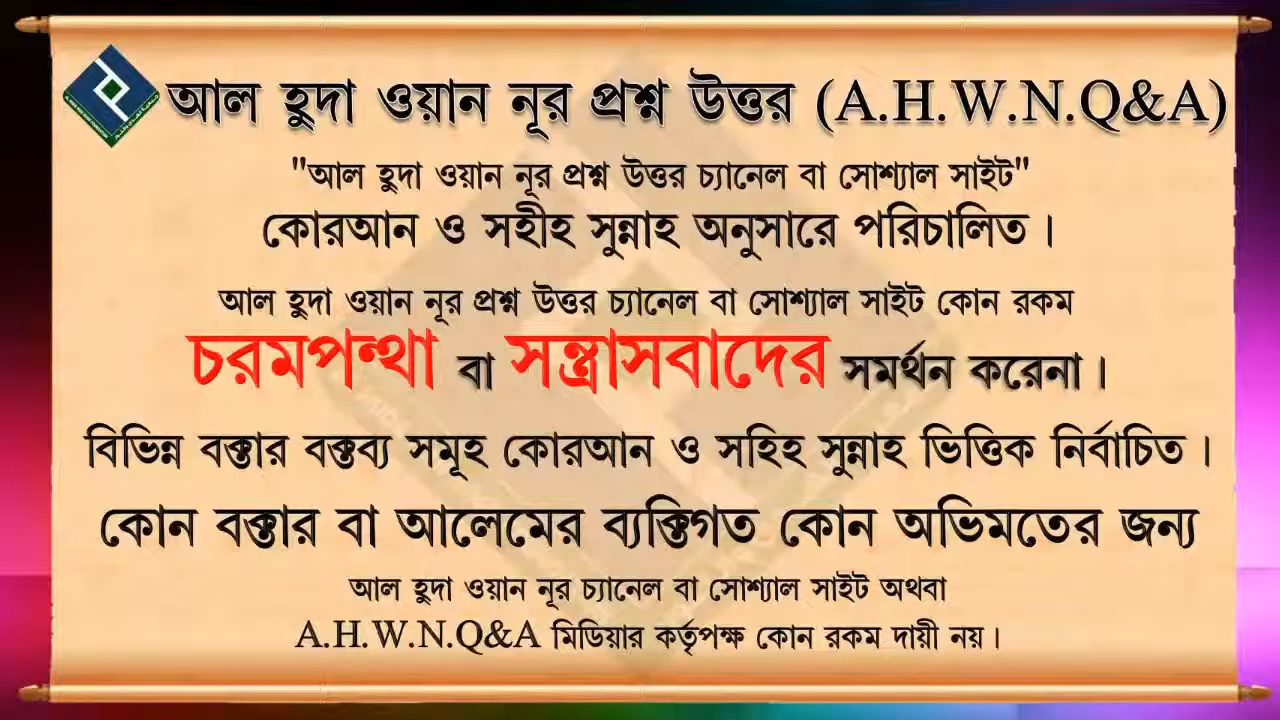 আল হুদা ওয়ান নূর প্রশ্ন উত্তর (A.H.W.N.Q&A)
"আল হুদা ওয়ান নূর প্রশ্ন উত্তর চ্যানেল বা সোশ্যাল সাইট"
কোরআন ও সহীহ সুন্নাহ অনুসারে পরিচালিত।
আল হুদা ওয়ান নূর প্রশ্ন উত্তর চ্যানেল বা সোশ্যাল সাইট কোন রকম
চরমপন্থা বা সন্ত্রাসবাদের সমর্থন করেনা।
বিভিন্ন বক্তার বক্তব্য সমূহ কোরআন ও সহিহ সুন্নাহ ভিত্তিক নির্বাচিত।
কোন বক্তার বা আলেমের ব্যক্তিগত কোন অভিমতের জন্য
আল হুদা ওয়ান নূর চ্যানেল বা সোশ্যাল সাইট অথবা
A.H.W.N.Q&A মিডিয়ার কর্তৃপক্ষ কোন রকম দায়ী নয়।